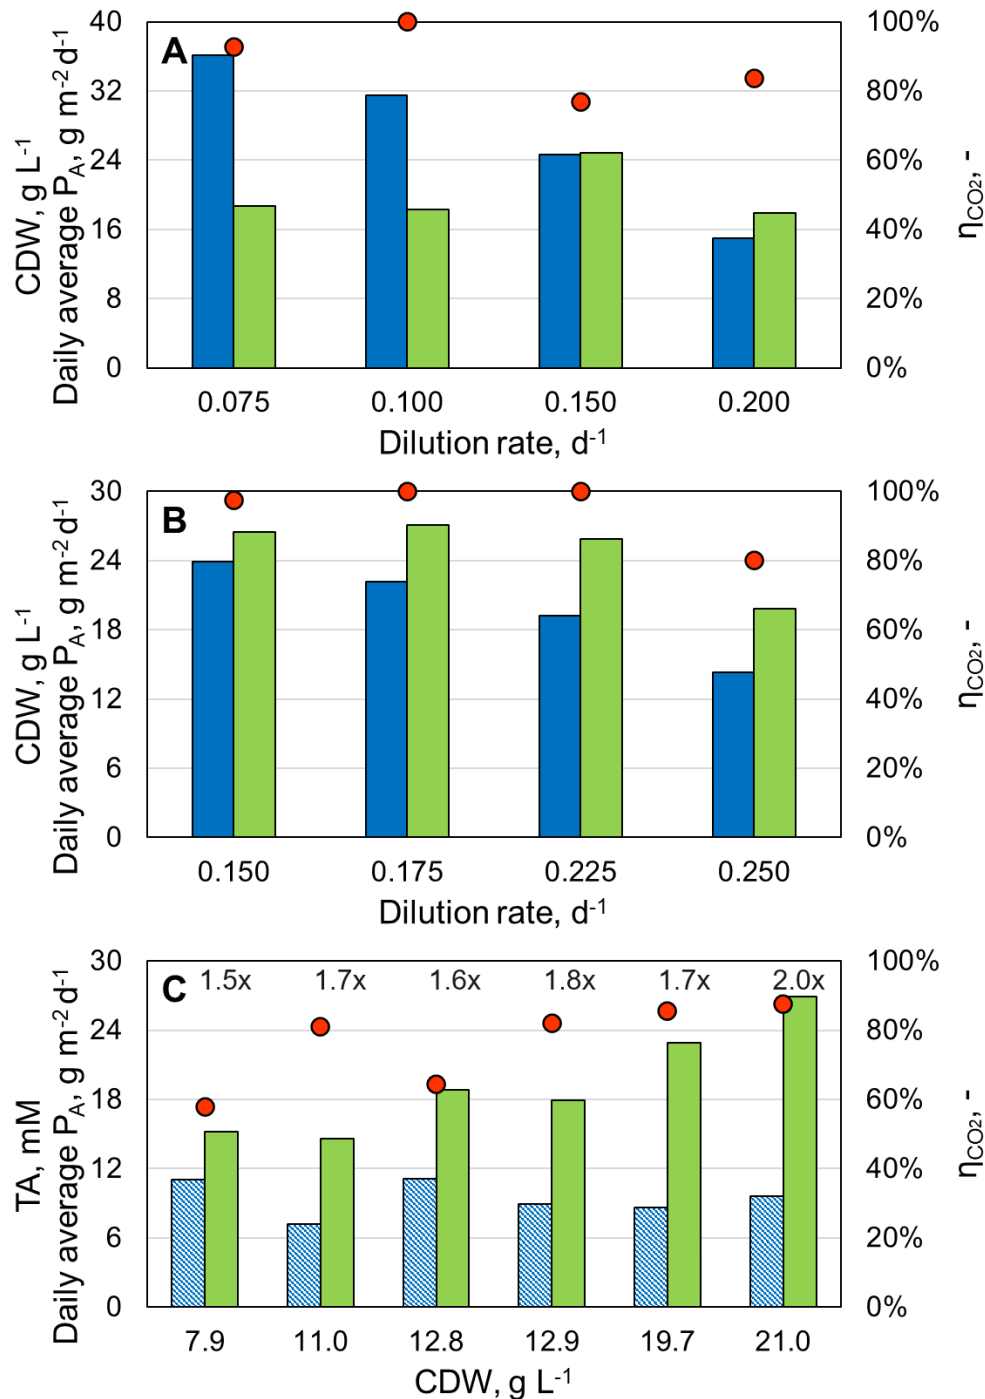 A
40
32
24
16
8
0
CDW, g L-1
Daily average PA, g m-2 d-1
100%
80%
60%
40%
20%
0%
ηCO2, -
0.075 0.100 0.150 0.200
Dilution rate, d-1
B
30
24
18
12
6
0
CDW, g L-1
Daily average PA, g m-2 d-1
100%
80%
60%
40%
20%
0%
ηCO2, -
0.150 0.175 0.225 0.250
Dilution rate, d-1
C
1.5x 1.7x 1.6x 1.8x 1.7x 2.0x
30
24
18
12
6
0
TA, mM
Daily average PA, g m-2 d-1
100%
80%
60%
40%
20%
0%
ηCO2, -
7.9 11.0 12.8 12.9 19.7 21.0
CDW, g L-1